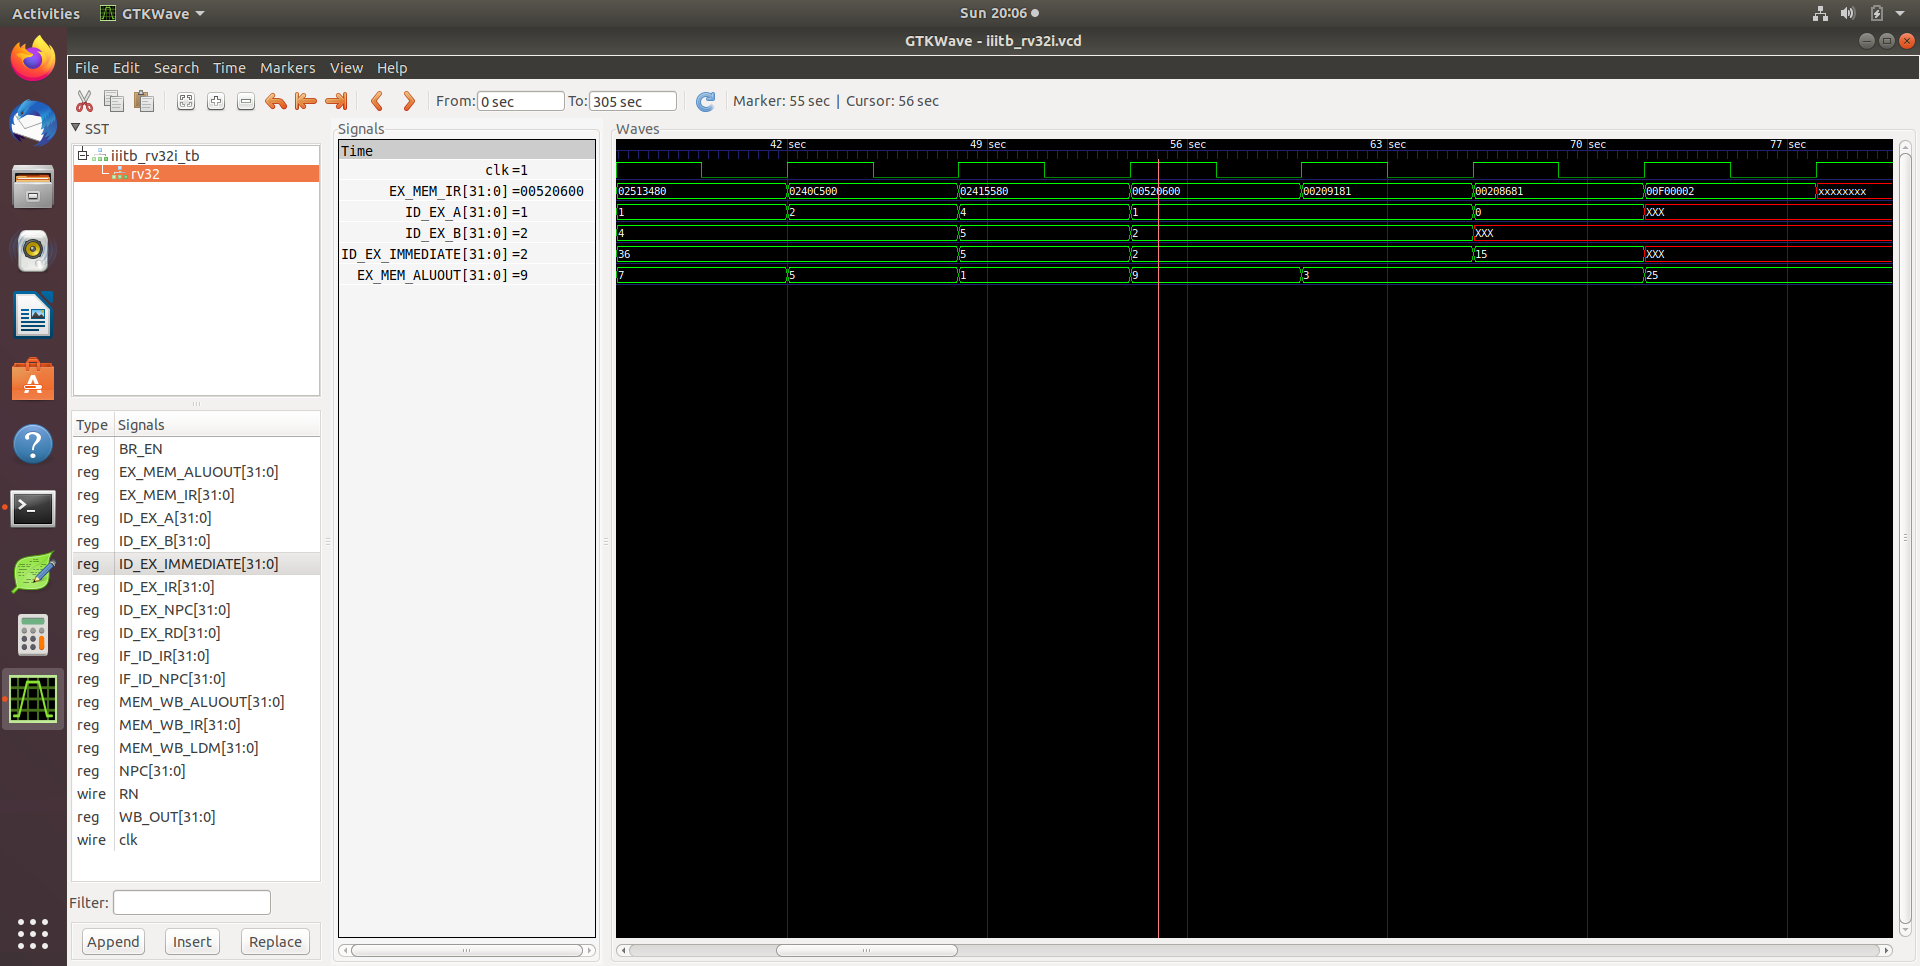 Activities GTKWave Sun 20:06
GTKWave - iiitb_rv32i.vcd
File Edit Search Time Markers View Help
From: 0 sec To: 305 sec Marker: 55 sec | Cursor: 56 sec
SST
iiitb_rv32i_tb
rv32
Type Signals
reg BR_EN
reg EX_MEM_ALUOUT[31:0]
reg EX_MEM_IR[31:0]
reg ID_EX_A[31:0]
reg ID_EX_B[31:0]
reg ID_EX_IMMEDIATE[31:0]
reg ID_EX_IR[31:0]
reg ID_EX_NPC[31:0]
reg ID_EX_RD[31:0]
reg IF_ID_IR[31:0]
reg IF_ID_NPC[31:0]
reg MEM_WB_ALUOUT[31:0]
reg MEM_WB_IR[31:0]
reg MEM_WB_LDM[31:0]
reg NPC[31:0]
wire RN
reg WB_OUT[31:0]
wire clk
Filter:
Append Insert Replace
Signals
Time
clk =1
EX_MEM_IR[31:0] =00520600
ID_EX_A[31:0] =1
ID_EX_B[31:0] =2
ID_EX_IMMEDIATE[31:0] =2
EX_MEM_ALUOUT[31:0] =9
Waves
42 sec 49 sec 56 sec 63 sec 70 sec 77 sec
02513480 0240C500 02415580 00520600 00209181 00208681 00F00002 xxxxxxxx
1 2 4 1 0 XXX
4 5 2 XXX
36 5 2 15 XXX
7 5 1 9 3 25